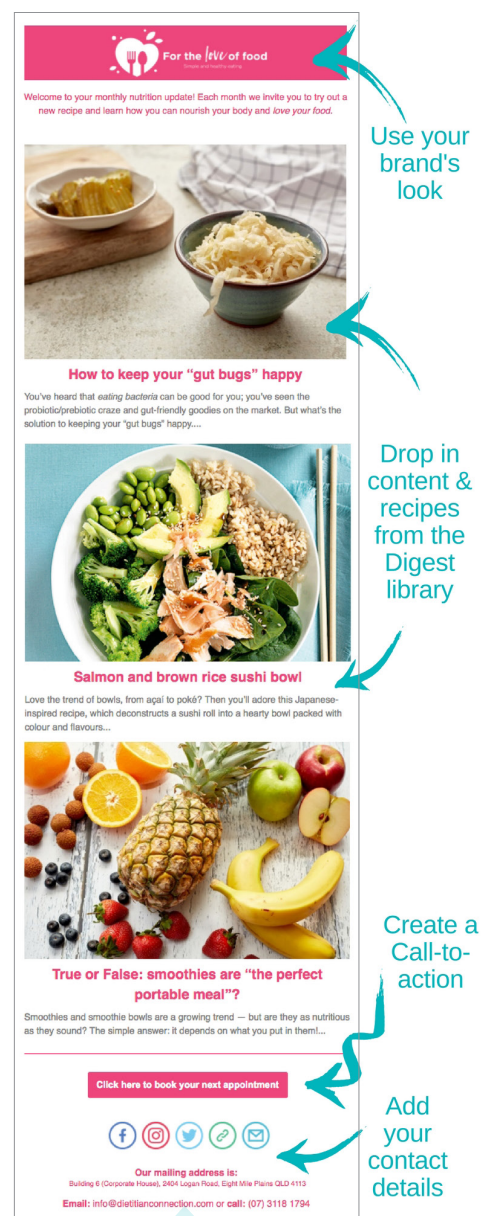 For the love of food
Simple and healthy eating
Welcome to your monthly nutrition update! Each month we invite you to try out a
new recipe and learn how you can nourish your body and love your food.
Use your
brand's
look
How to keep your “gut bugs” happy
You’ve heard that eating bacteria can be good for you; you’ve seen the
probiotic/prebiotic craze and gut-friendly goodies on the market. But what’s the
solution to keeping your “gut bugs” happy....
Drop in
content &
recipes
from the
Digest
library
Salmon and brown rice sushi bowl
Love the trend of bowls, from açaí to poké? Then you’ll adore this Japanese-
inspired recipe, which deconstructs a sushi roll into a hearty bowl packed with
colour and flavours...
True or False: smoothies are “the perfect
portable meal”?
Smoothies and smoothie bowls are a growing trend — but are they as nutritious
as they sound? The simple answer: it depends on what you put in them!...
Create a
Call-to-
action
Click here to book your next appointment
Add
your
contact
details
Our mailing address is:
Building 6 (Corporate House), 2404 Logan Road, Eight Mile Plains QLD 4113
Email: info@dietitianconnection.com or call: (07) 3118 1794